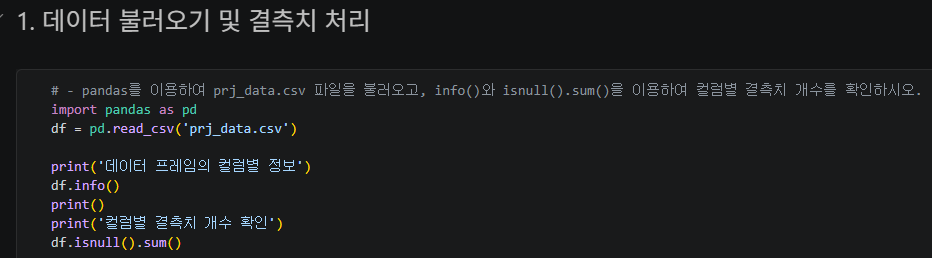 1. 데이터 불러오기 및 결측치 처리
# - pandas를 이용하여 prj_data.csv 파일을 불러오고, info()와 isnull().sum()을 이용하여 컬럼별 결측치 개수를 확인하시오.
import pandas as pd
df = pd.read_csv('prj_data.csv')
print('데이터 프레임의 컬럼별 정보')
df.info()
print()
print('컬럼별 결측치 개수 확인')
df.isnull().sum()